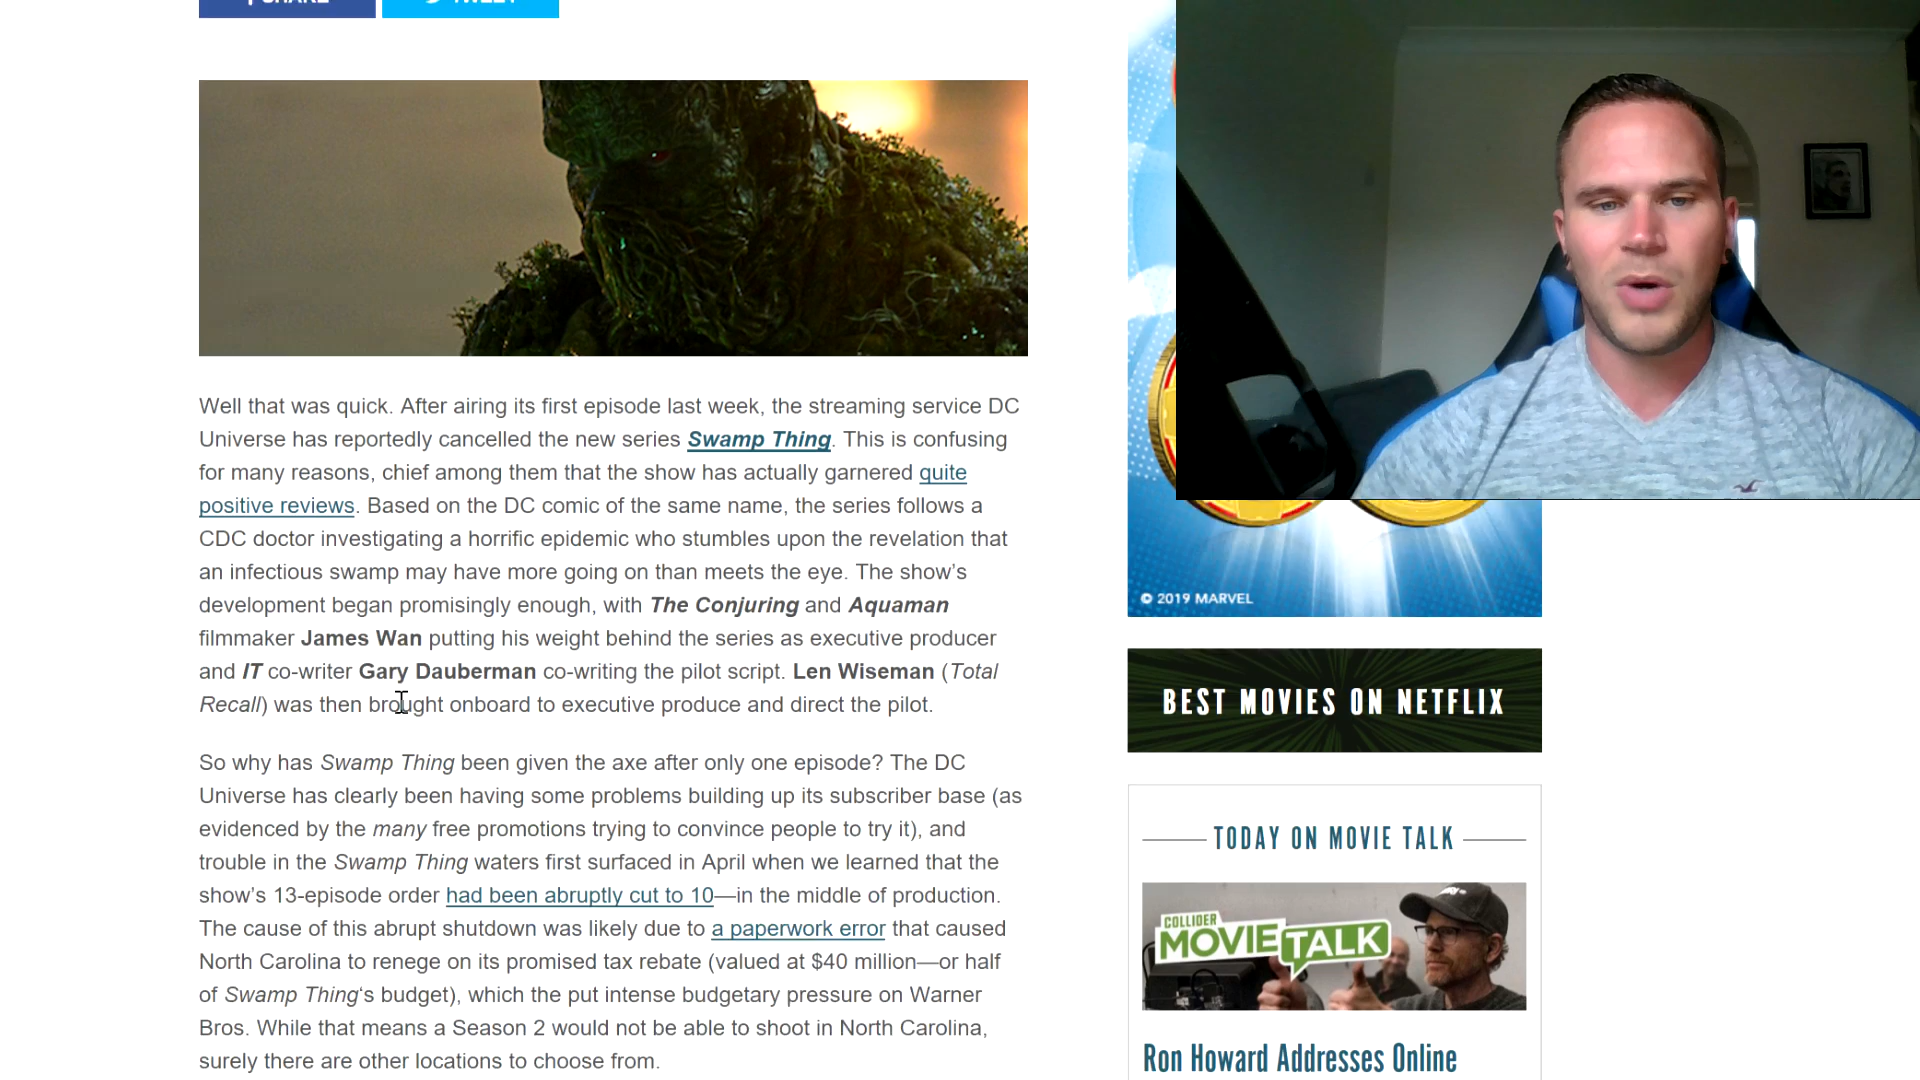 SHARE
TWEET
Well that was quick. After airing its first episode last week, the streaming service DC
Universe has reportedly cancelled the new series Swamp Thing. This is confusing
for many reasons, chief among them that the show has actually garnered quite
positive reviews. Based on the DC comic of the same name, the series follows a
CDC doctor investigating a horrific epidemic who stumbles upon the revelation that
an infectious swamp may have more going on than meets the eye. The show’s
development began promisingly enough, with The Conjuring and Aquaman
filmmaker James Wan putting his weight behind the series as executive producer
and IT co-writer Gary Dauberman co-writing the pilot script. Len Wiseman (Total
Recall) was then brought onboard to executive produce and direct the pilot.
So why has Swamp Thing been given the axe after only one episode? The DC
Universe has clearly been having some problems building up its subscriber base (as
evidenced by the many free promotions trying to convince people to try it), and
trouble in the Swamp Thing waters first surfaced in April when we learned that the
show’s 13-episode order had been abruptly cut to 10—in the middle of production.
The cause of this abrupt shutdown was likely due to a paperwork error that caused
North Carolina to renege on its promised tax rebate (valued at $40 million—or half
of Swamp Thing‘s budget), which the put intense budgetary pressure on Warner
Bros. While that means a Season 2 would not be able to shoot in North Carolina,
surely there are other locations to choose from.
© 2019 MARVEL
BEST MOVIES ON NETFLIX
TODAY ON MOVIE TALK
COLLIDER
MOVIE TALK
Ron Howard Addresses Online